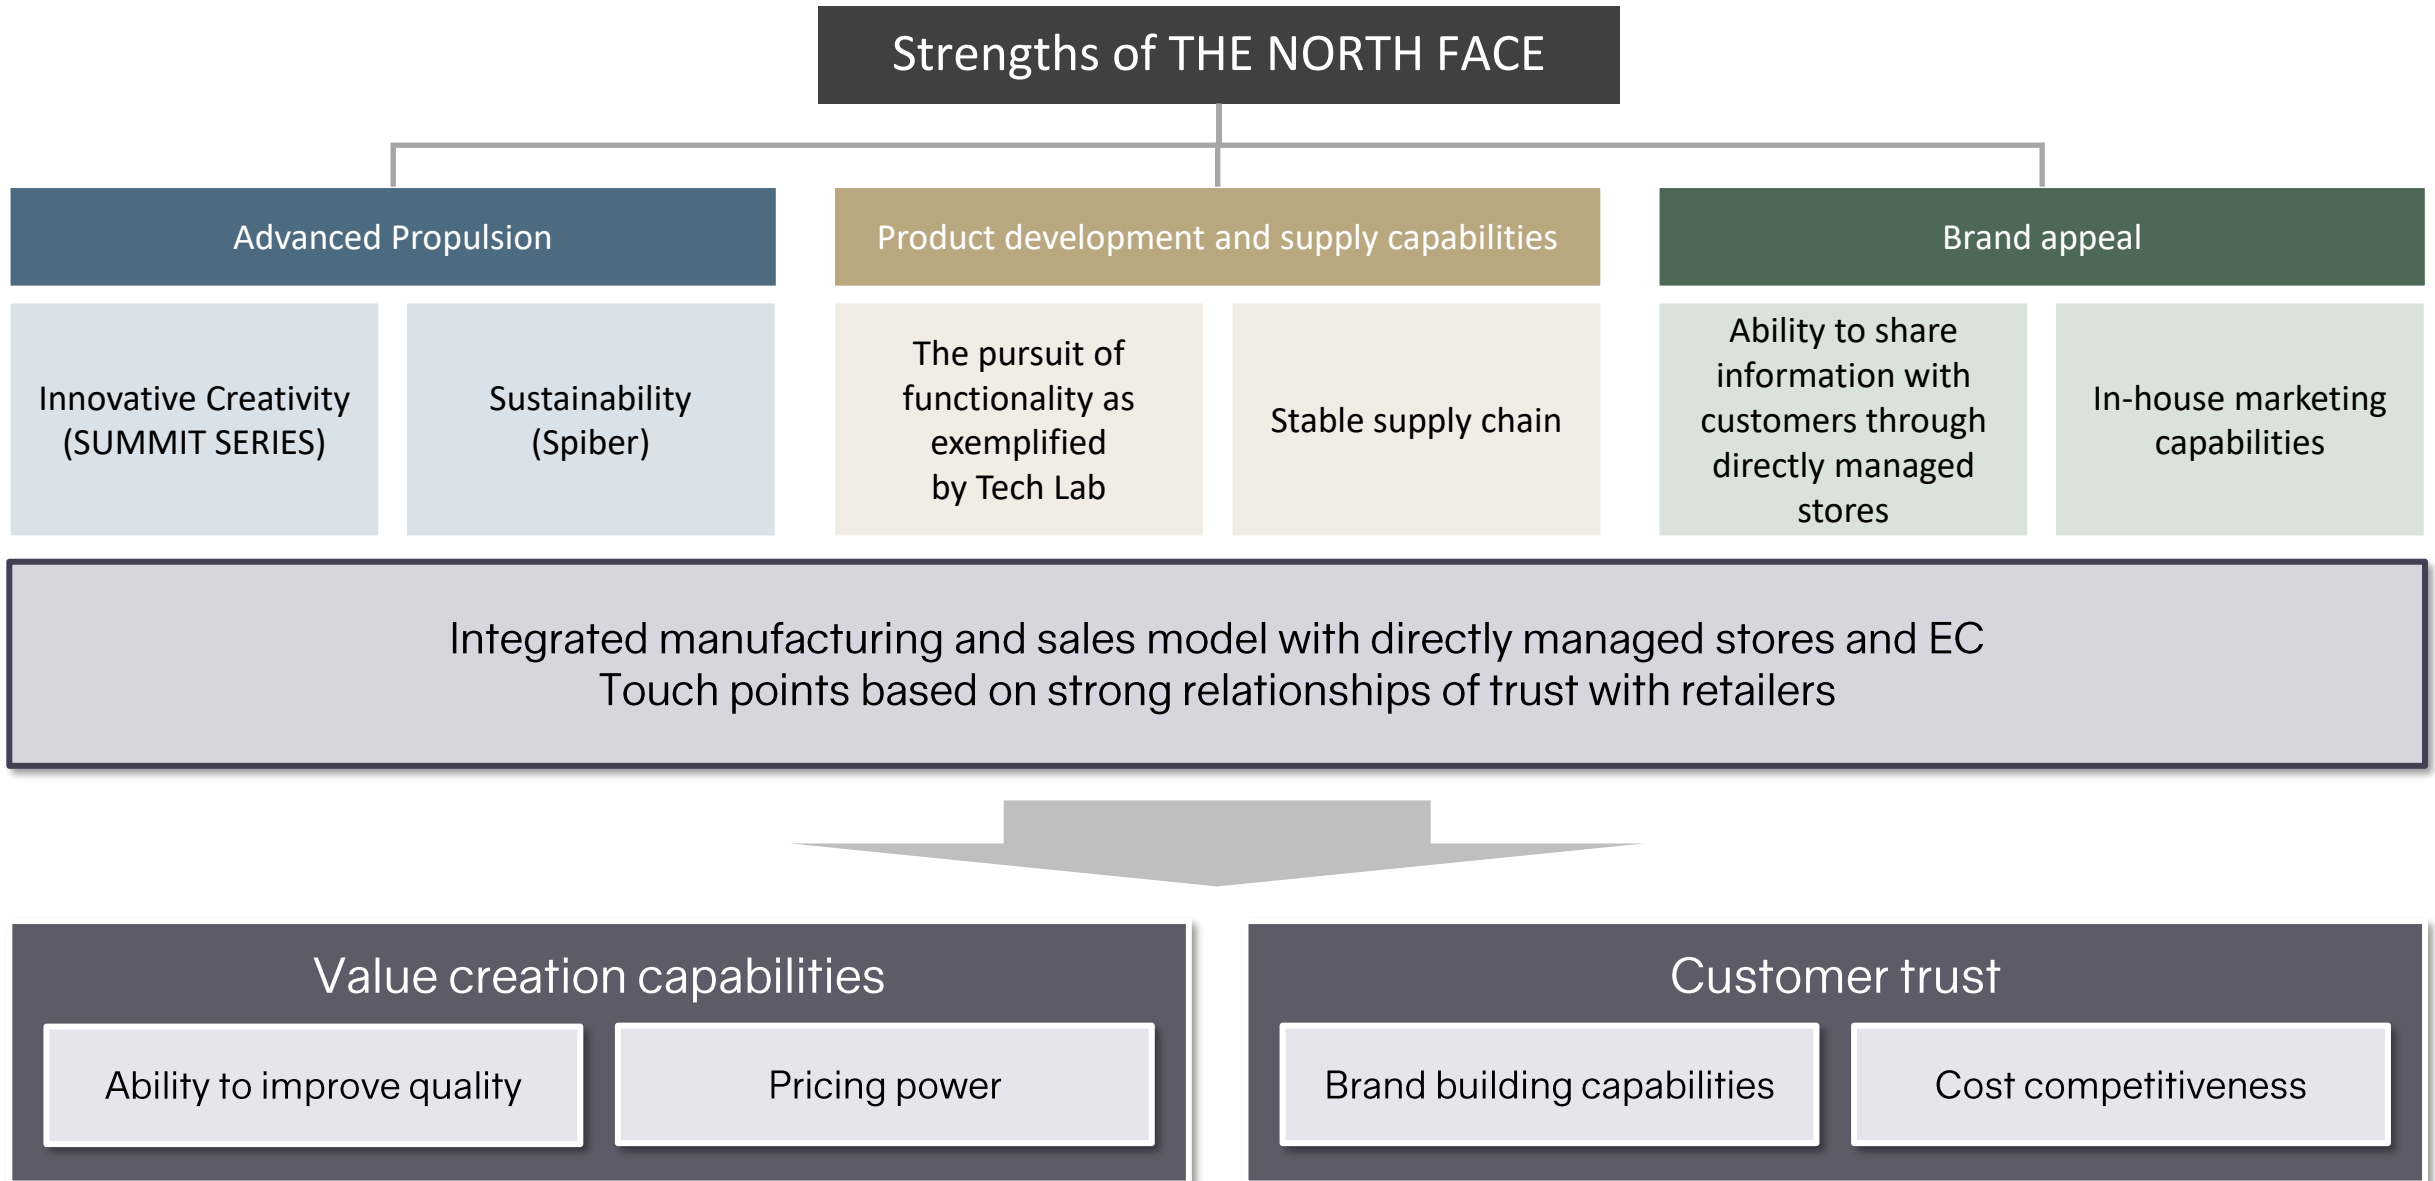 Strengths of THE NORTH FACE
Advanced Propulsion
Innovative Creativity
(SUMMIT SERIES)
Sustainability
(Spiber)
Product development and supply capabilities
The pursuit of
functionality as
exemplified
by Tech Lab
Stable supply chain
Brand appeal
Ability to share
information with
customers through
directly managed
stores
In-house marketing
capabilities
Integrated manufacturing and sales model with directly managed stores and EC
Touch points based on strong relationships of trust with retailers
Value creation capabilities
Ability to improve quality
Pricing power
Customer trust
Brand building capabilities
Cost competitiveness